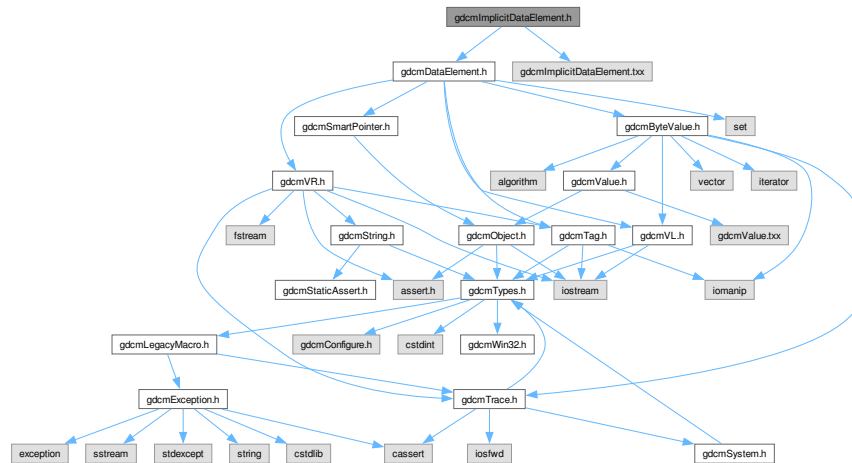 gdcmImplicitDataElement.h
gdcmDataElement.h
gdcmImplicitDataElement.txx
gdcmSmartPointer.h
gdcmByteValue.h
set
gdcmVR.h
algorithm
gdcmValue.h
vector
iterator
fstream
gdcmString.h
gdcmObject.h
gdcmTag.h
gdcmVL.h
gdcmValue.txx
gdcmStaticAssert.h
assert.h
gdcmTypes.h
iostream
iomanip
gdcmLegacyMacro.h
gdcmConfigure.h
cstdint
gdcmWin32.h
gdcmException.h
gdcmTrace.h
exception
sstream
stdexcept
string
cstdlib
cassert
iosfwd
gdcmSystem.h